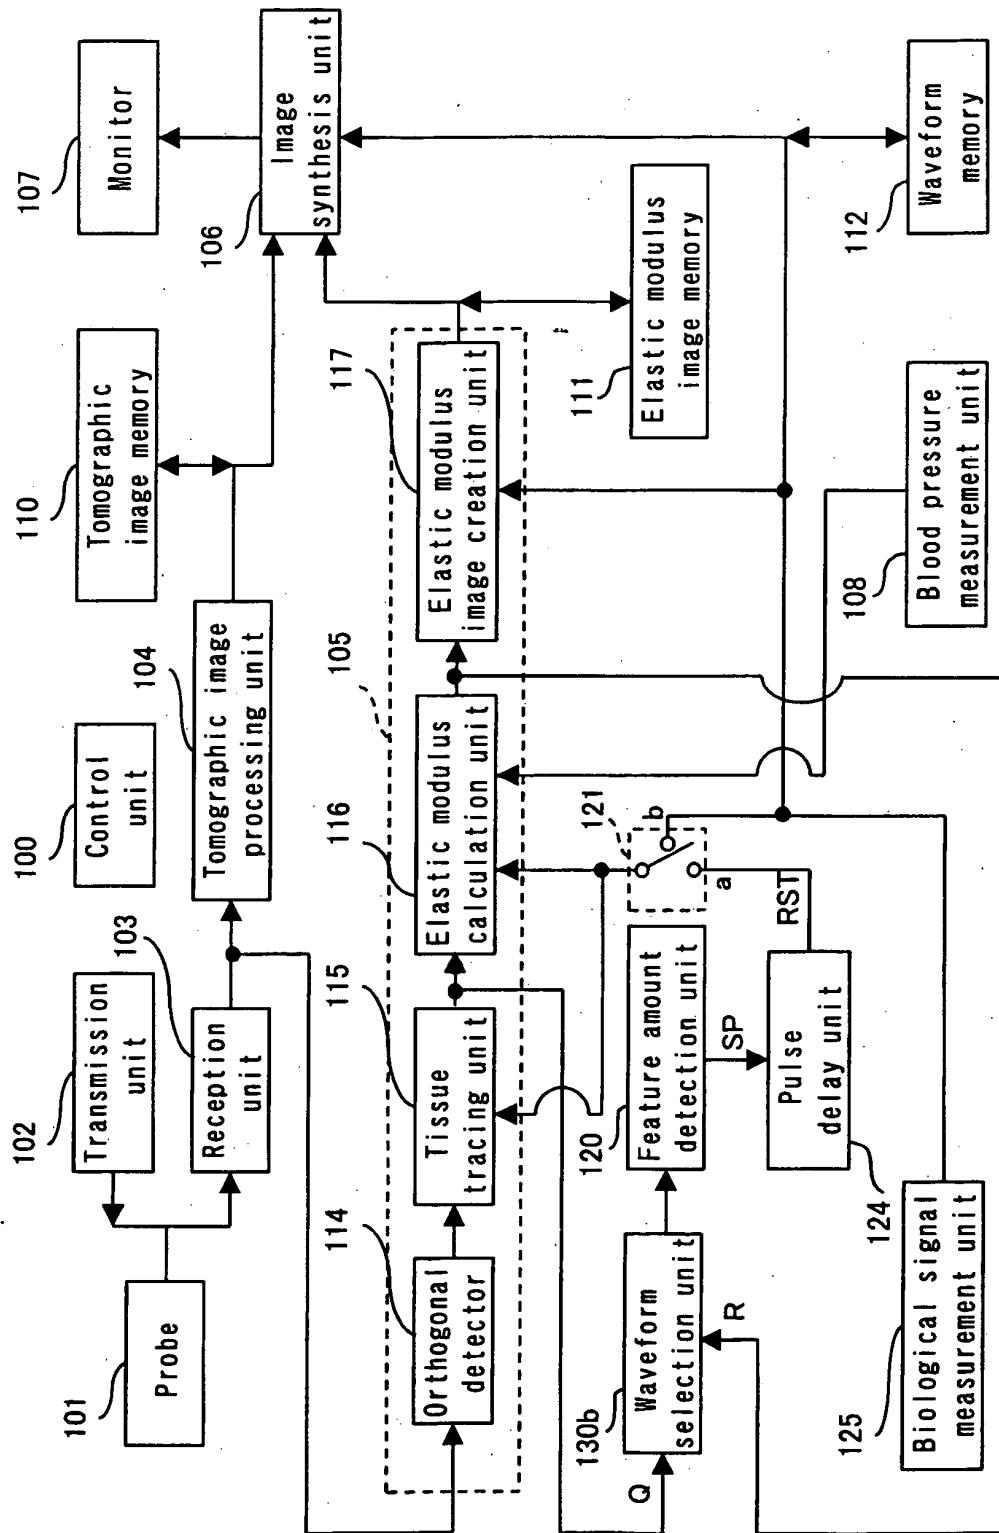 101
Probe
102
Transmission
unit
103
Reception
unit
100
Control
unit
104
Tomographic image
processing unit
110
Tomographic
image memory
107
Monitor
106
Image
synthesis unit
105
114
Orthogonal
detector
115
Tissue
tracing unit
116
Elastic modulus
calculation unit
117
Elastic modulus
image creation unit
111
Elastic modulus
image memory
Q
130b
Waveform
selection unit
R
120
Feature amount
detection unit
SP
121
b
a
RST
Pulse
delay unit
124
125
Biological signal
measurement unit
108
Blood pressure
measurement unit
112
Waveform
memory